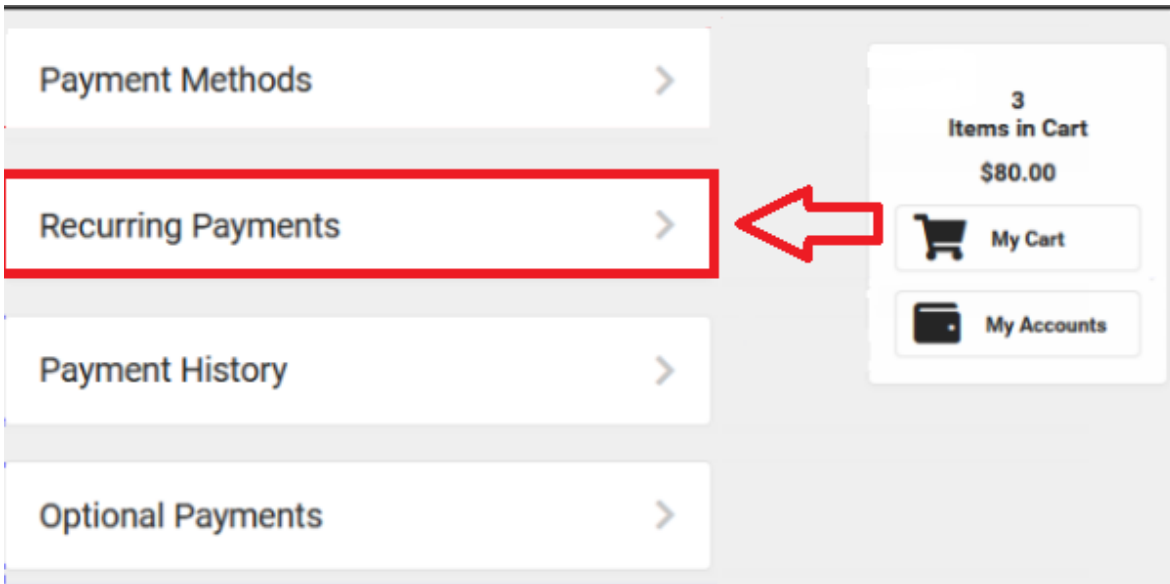 Payment Methods
Recurring Payments
Payment History
Optional Payments
3
Items in Cart
$80.00
My Cart
My Accounts